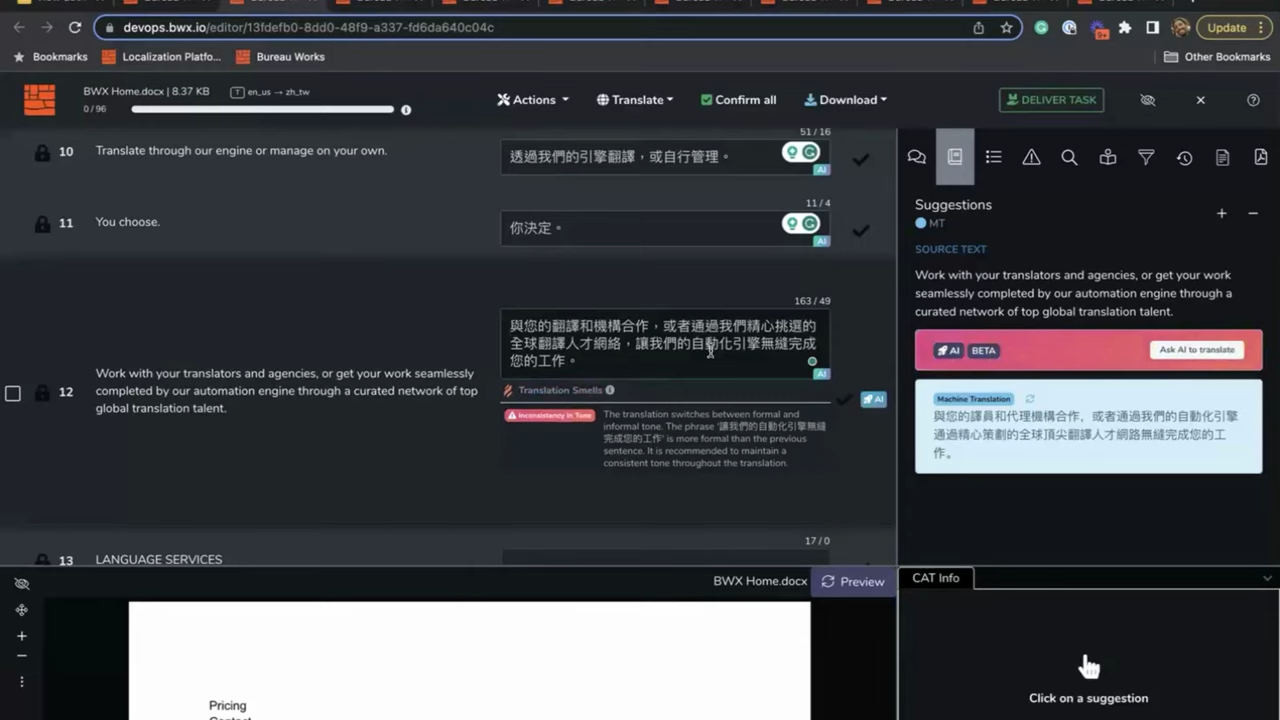 devops.bwx.io/editor/13fdefb0-8dd0-48f9-a337-fd6da640c04c
9+
Update
Bookmarks
Localization Platfo...
Bureau Works
Other Bookmarks
BWX Home.docx | 8.37 KB
T en_us → zh_tw
0 / 96
Actions
Translate
Confirm all
Download
DELIVER TASK
51 / 16
10
Translate through our engine or manage on your own.
透過我們的引擎翻譯，或自行管理。
AI
11 / 4
11
You choose.
你決定。
AI
163 / 49
12
Work with your translators and agencies, or get your work seamlessly
completed by our automation engine through a curated network of top
global translation talent.
與您的翻譯和機構合作，或者通過我們精心挑選的
全球翻譯人才網絡，讓我們的自動化引擎無縫完成
您的工作。
AI
Translation Smells
AI
Inconsistency in Tone
The translation switches between formal and
informal tone. The phrase '讓我們的自動化引擎無縫
完成您的工作' is more formal than the previous
sentence. It is recommended to maintain a
consistent tone throughout the translation.
17 / 0
13
LANGUAGE SERVICES
Suggestions
MT
SOURCE TEXT
Work with your translators and agencies, or get your work
seamlessly completed by our automation engine through a
curated network of top global translation talent.
AI
BETA
Ask AI to translate
Machine Translation
與您的譯員和代理機構合作，或者通過我們的自動化引擎
通過精心策劃的全球頂尖翻譯人才網路無縫完成您的工
作。
BWX Home.docx
Preview
CAT Info
Pricing
Click on a suggestion